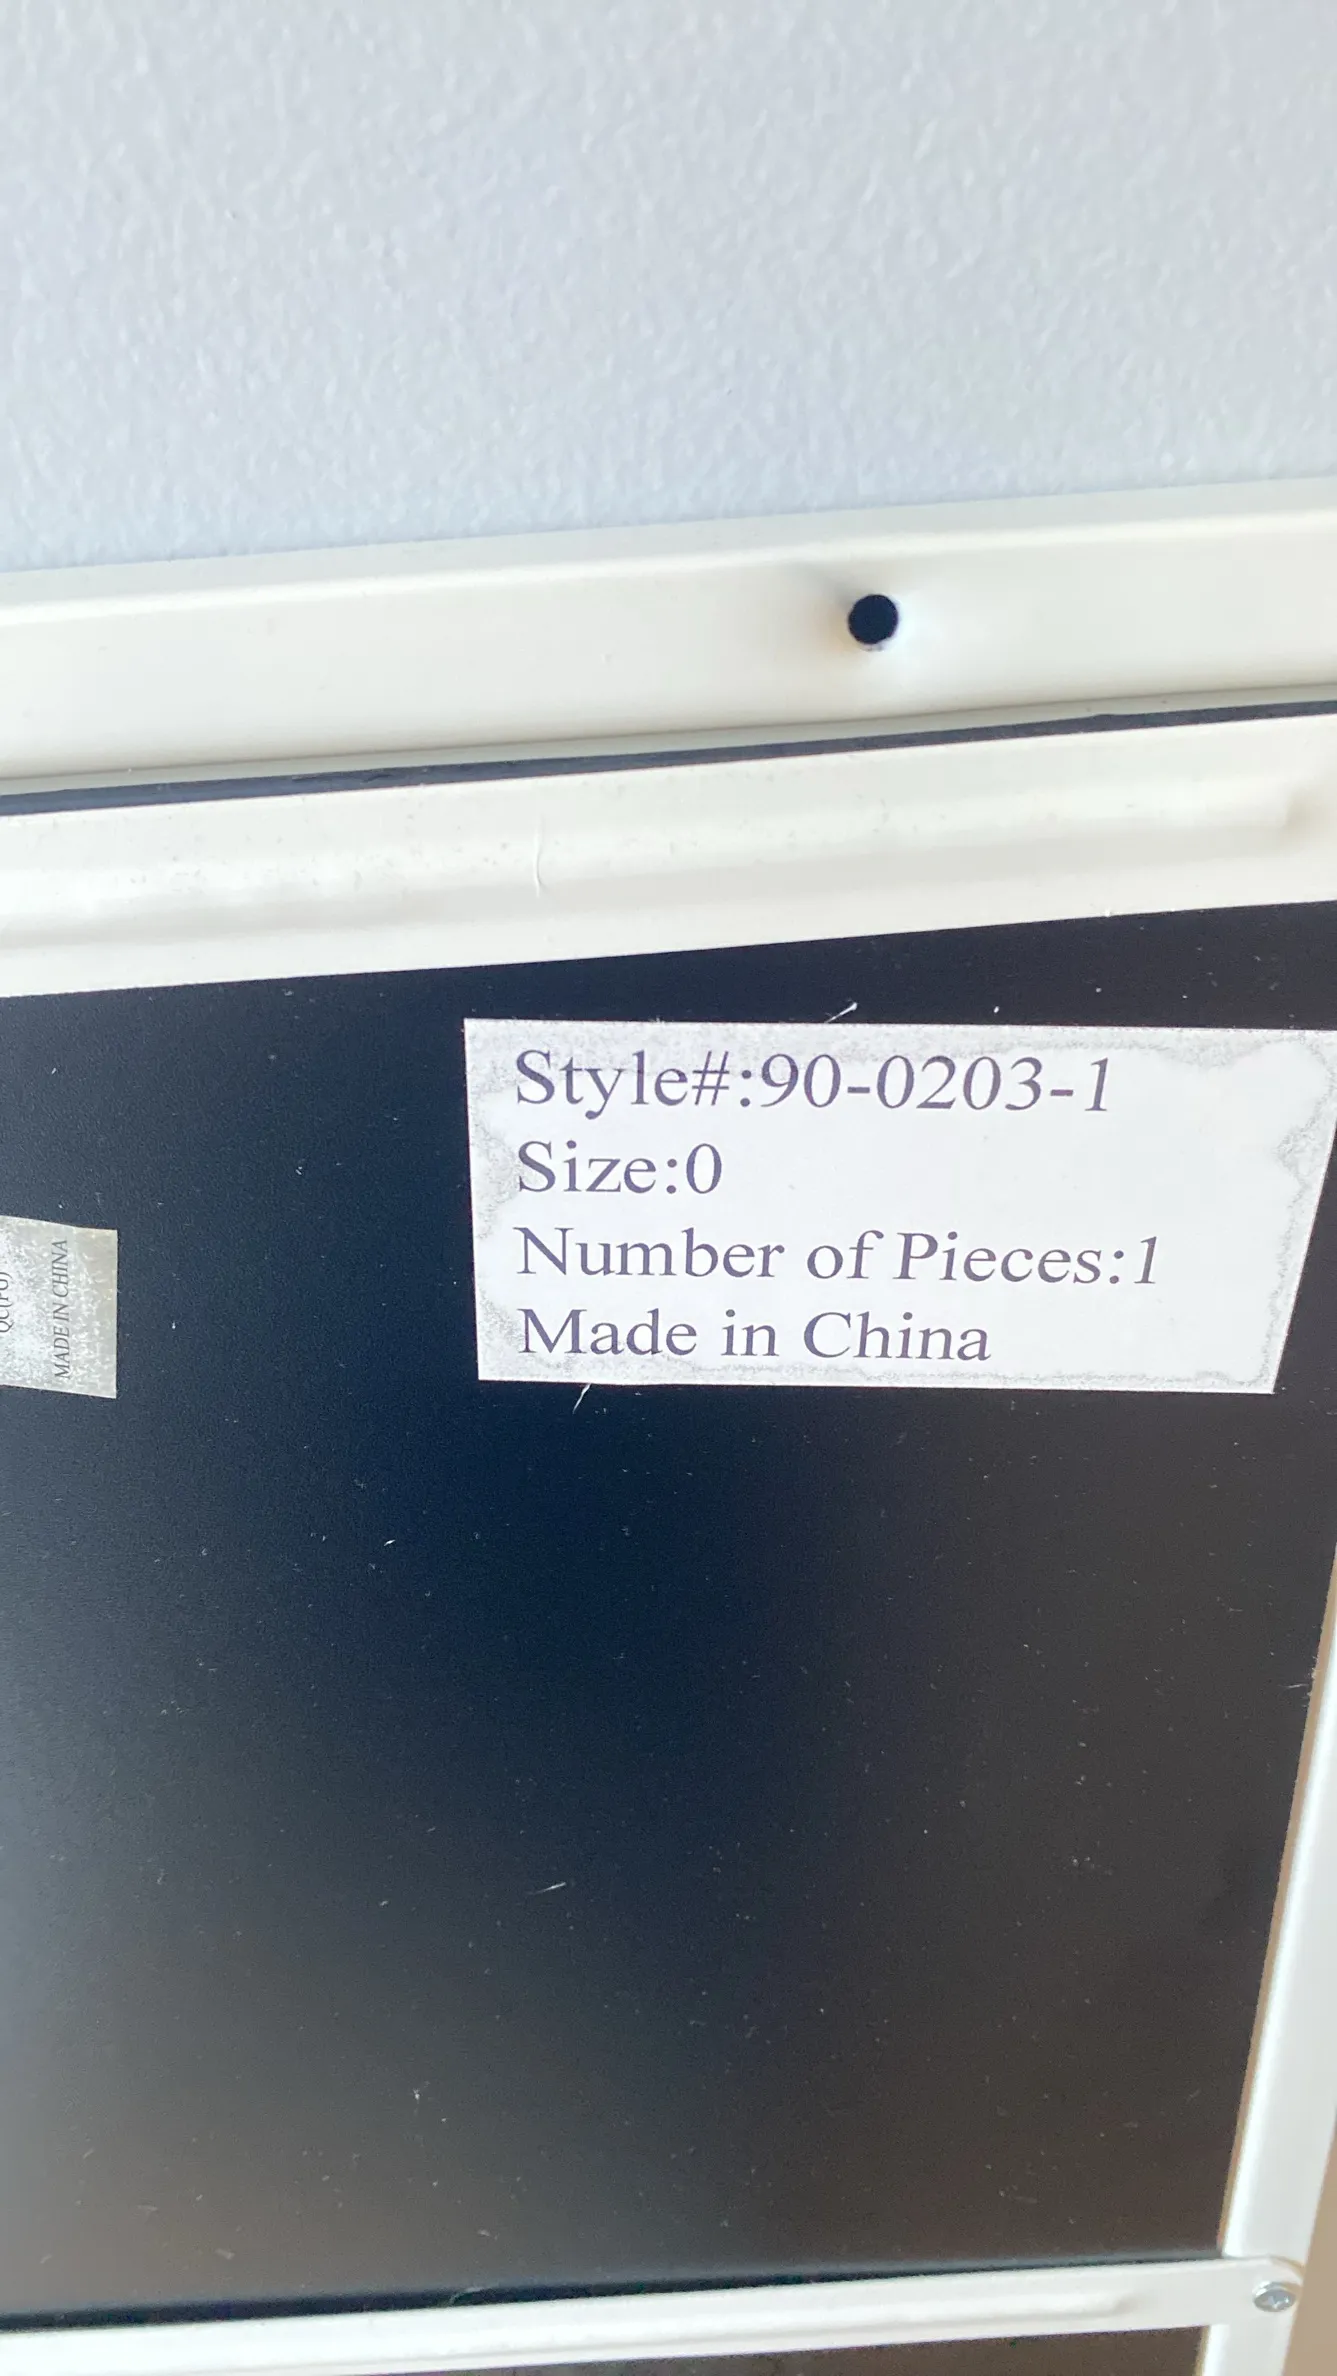 Style#:90-0203-1
Size:0
Number of Pieces:1
Made in China
MADE IN CHINA